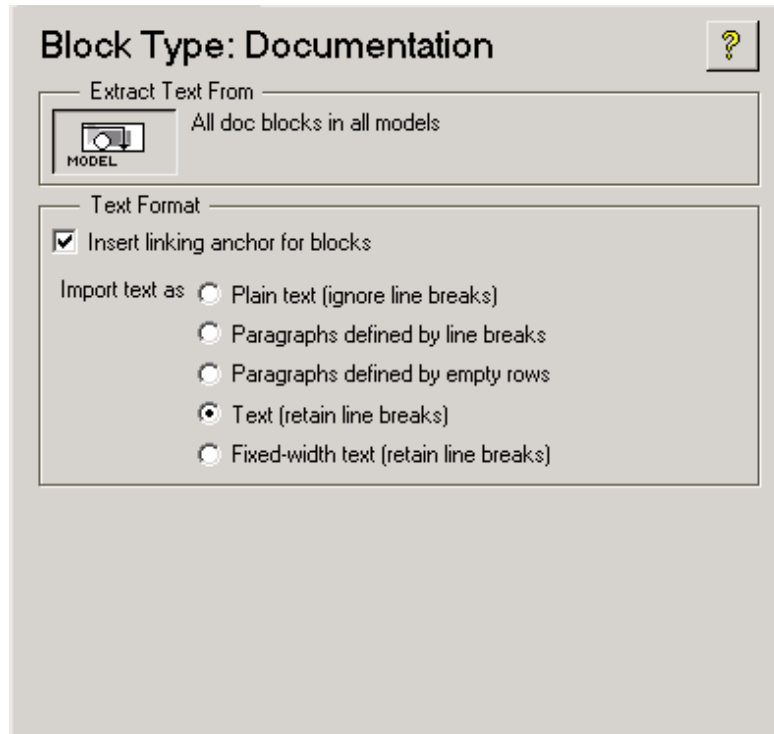 Block Type: Documentation
?
Extract Text From
MODEL
All doc blocks in all models
Text Format
Insert linking anchor for blocks
Import text as
Plain text (ignore line breaks)
Paragraphs defined by line breaks
Paragraphs defined by empty rows
Text (retain line breaks)
Fixed-width text (retain line breaks)